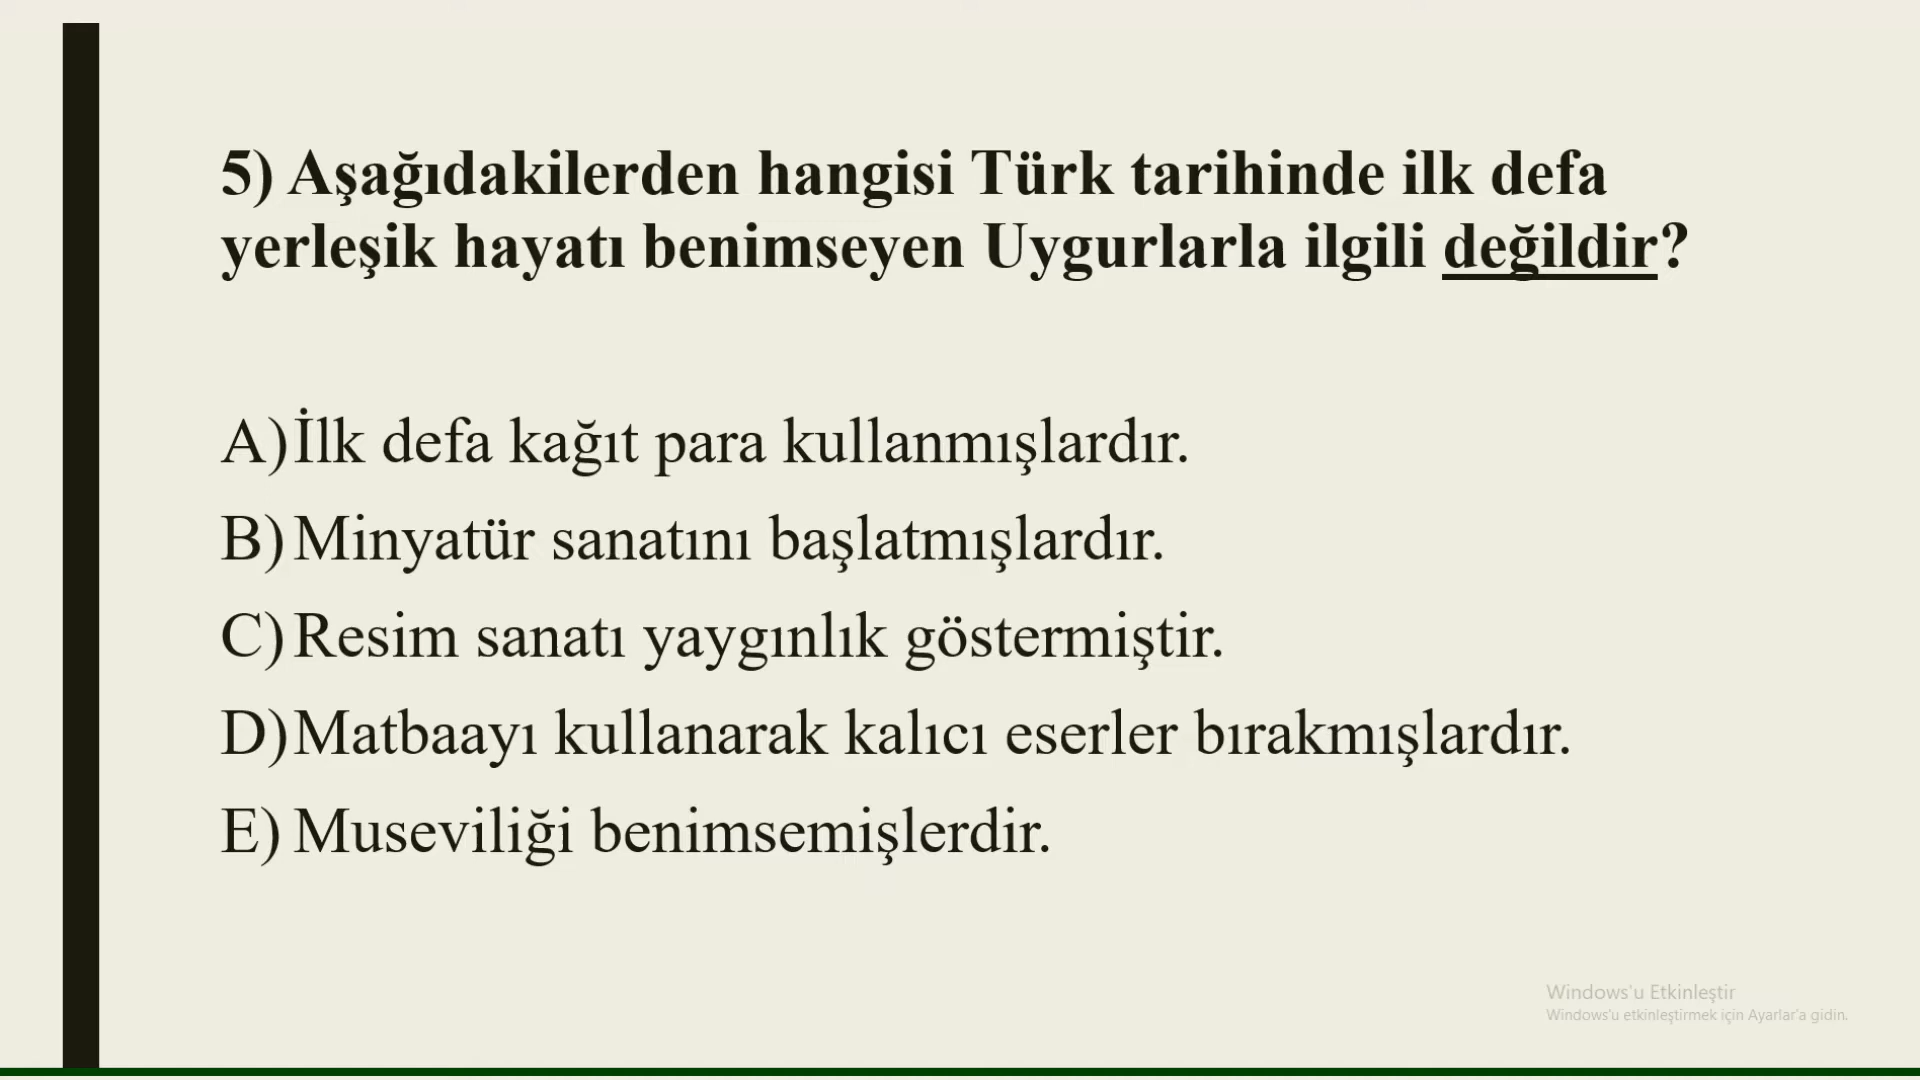 5) Aşağıdakilerden hangisi Türk tarihinde ilk defa
yerleşik hayatı benimseyen Uygurlarla ilgili değildir?
A) İlk defa kağıt para kullanmışlardır.
B) Minyatür sanatını başlatmışlardır.
C) Resim sanatı yaygınlık göstermiştir.
D) Matbaayı kullanarak kalıcı eserler bırakmışlardır.
E) Museviliği benimsemişlerdir.
Windows'u Etkinleştir
Windows'u etkinleştirmek için Ayarlar'a gidin.